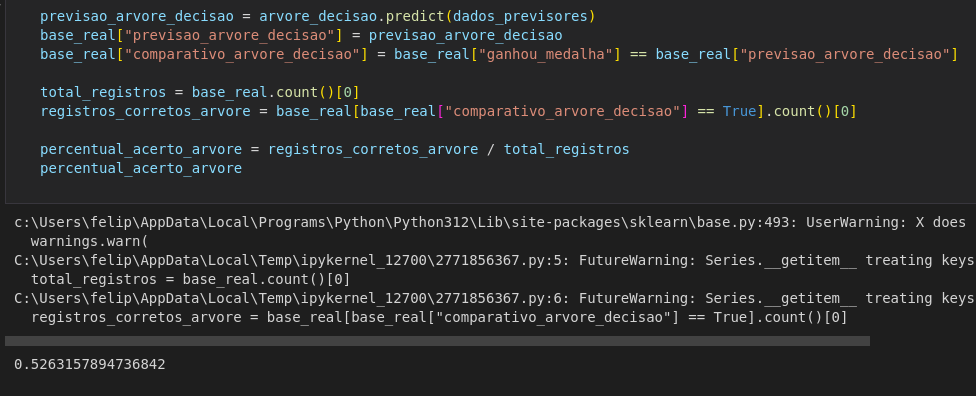 previsao_arvore_decisao = arvore_decisao.predict(dados_previsores)
base_real["previsao_arvore_decisao"] = previsao_arvore_decisao
base_real["comparativo_arvore_decisao"] = base_real["ganhou_medalha"] == base_real["previsao_arvore_decisao"]
total_registros = base_real.count()[0]
registros_corretos_arvore = base_real[base_real["comparativo_arvore_decisao"] == True].count()[0]
percentual_acerto_arvore = registros_corretos_arvore / total_registros
percentual_acerto_arvore
c:\Users\felip\AppData\Local\Programs\Python\Python312\Lib\site-packages\sklearn\base.py:493: UserWarning: X does
warnings.warn(
C:\Users\felip\AppData\Local\Temp\ipykernel_12700\2771856367.py:5: FutureWarning: Series.__getitem__ treating keys
total_registros = base_real.count()[0]
C:\Users\felip\AppData\Local\Temp\ipykernel_12700\2771856367.py:6: FutureWarning: Series.__getitem__ treating keys
registros_corretos_arvore = base_real[base_real["comparativo_arvore_decisao"] == True].count()[0]
0.5263157894736842